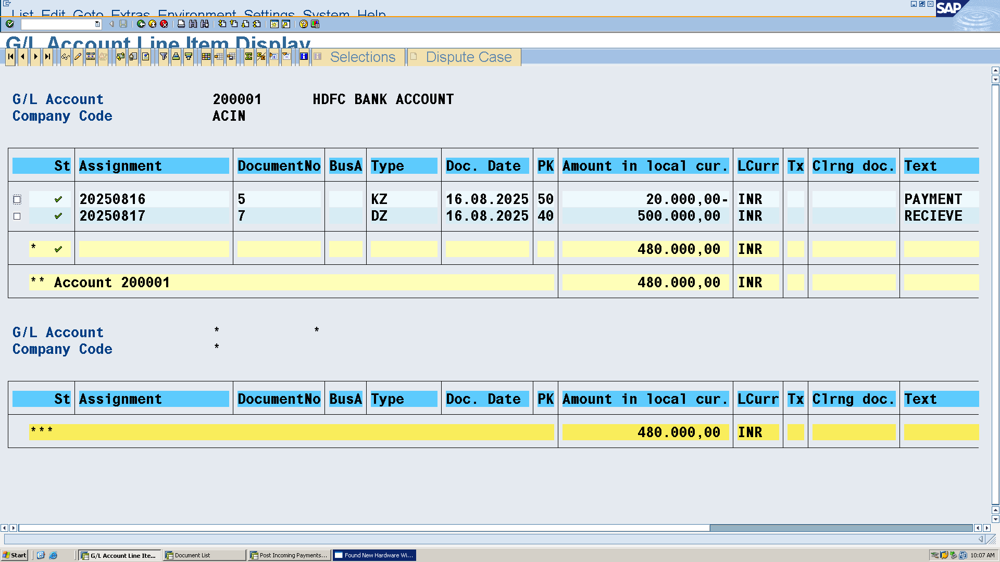 List Edit Goto Extras Environment Settings System Help
SAP
G/L Account Line Item Display
Selections Dispute Case
G/L Account 200001 HDFC BANK ACCOUNT
Company Code ACIN
St Assignment DocumentNo BusA Type Doc. Date PK Amount in local cur. LCurr Tx Clrng doc. Text
20250816 5 KZ 16.08.2025 50 20.000,00- INR PAYMENT
20250817 7 DZ 16.08.2025 40 500.000,00 INR RECIEVE
* 480.000,00 INR
** Account 200001 480.000,00 INR
G/L Account * *
Company Code *
St Assignment DocumentNo BusA Type Doc. Date PK Amount in local cur. LCurr Tx Clrng doc. Text
*** 480.000,00 INR
Start G/L Account Line Ite... Document List Post Incoming Payments... Found New Hardware Wi... 10:07 AM